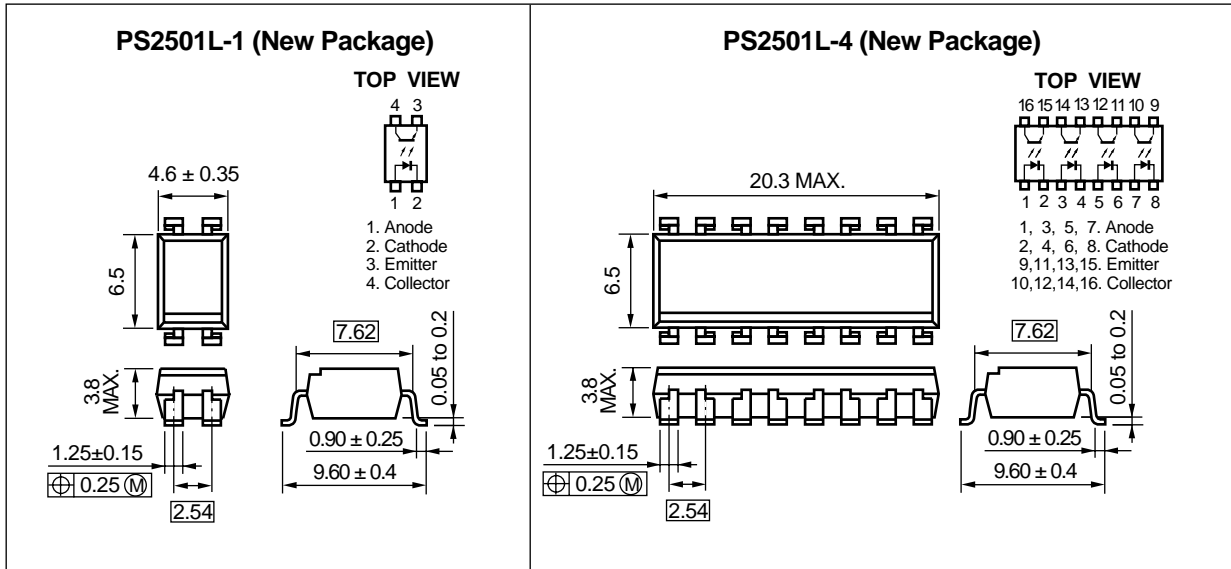 PS2501L-1 (New Package)
TOP VIEW
4 3
1 2
1. Anode
2. Cathode
3. Emitter
4. Collector
4.6 ± 0.35
6.5
7.62
3.8
MAX.
0.05 to 0.2
1.25±0.15
0.90 ± 0.25
⌖ 0.25 Ⓜ
9.60 ± 0.4
2.54
PS2501L-4 (New Package)
TOP VIEW
16 15 14 13 12 11 10 9
1 2 3 4 5 6 7 8
1, 3, 5, 7. Anode
2, 4, 6, 8. Cathode
9,11,13,15. Emitter
10,12,14,16. Collector
20.3 MAX.
6.5
7.62
3.8
MAX.
0.05 to 0.2
1.25±0.15
0.90 ± 0.25
⌖ 0.25 Ⓜ
9.60 ± 0.4
2.54